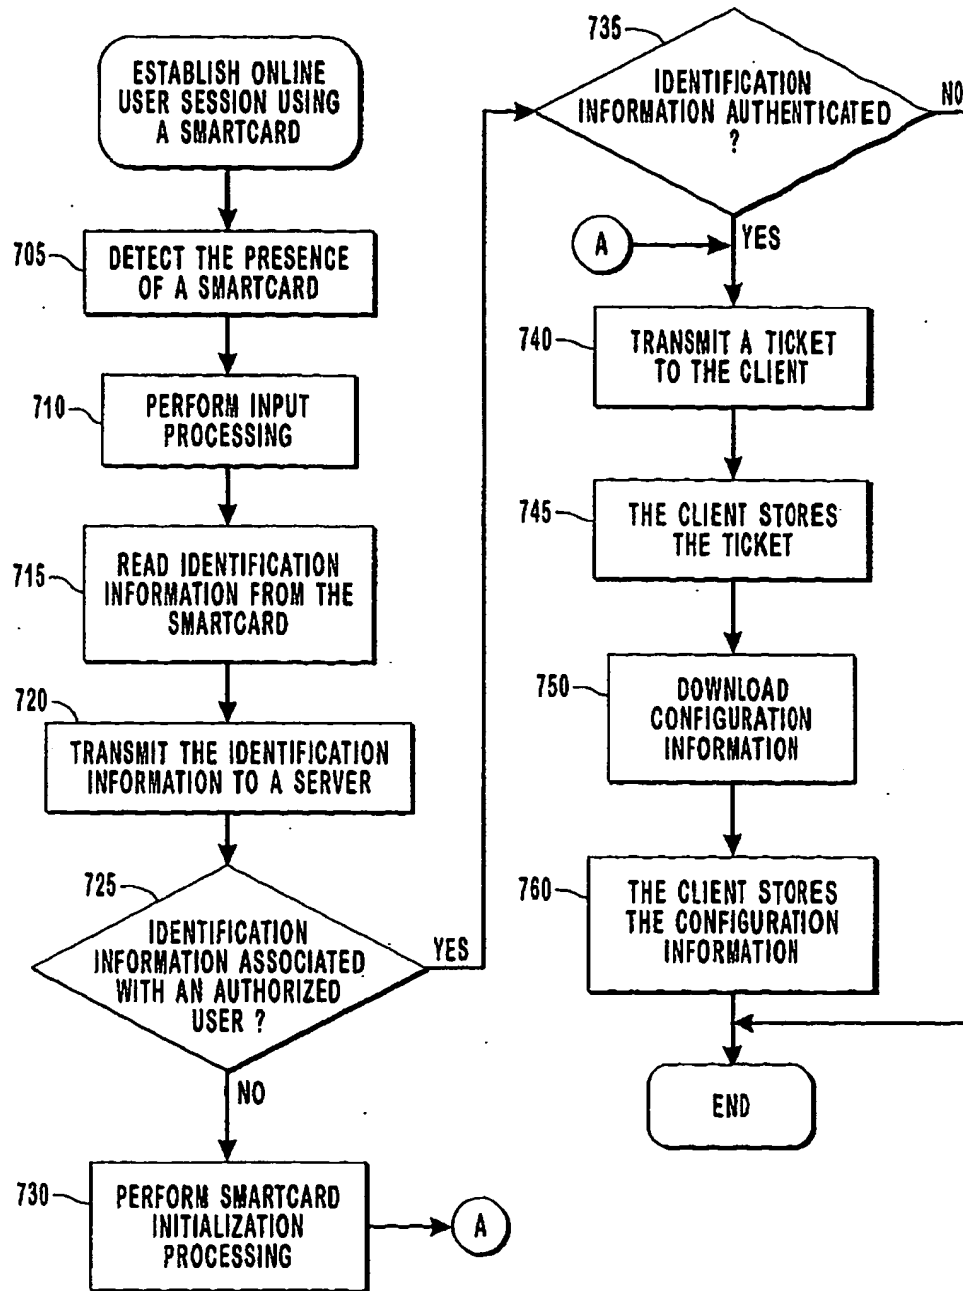 ESTABLISH ONLINE
USER SESSION USING
A SMARTCARD
705
DETECT THE PRESENCE
OF A SMARTCARD
710
PERFORM INPUT
PROCESSING
715
READ IDENTIFICATION
INFORMATION FROM THE
SMARTCARD
720
TRANSMIT THE IDENTIFICATION
INFORMATION TO A SERVER
725
IDENTIFICATION
INFORMATION ASSOCIATED
WITH AN AUTHORIZED
USER ?
YES
NO
730
PERFORM SMARTCARD
INITIALIZATION
PROCESSING
A
735
IDENTIFICATION
INFORMATION AUTHENTICATED
?
NO
A
YES
740
TRANSMIT A TICKET
TO THE CLIENT
745
THE CLIENT STORES
THE TICKET
750
DOWNLOAD
CONFIGURATION
INFORMATION
760
THE CLIENT STORES
THE CONFIGURATION
INFORMATION
END